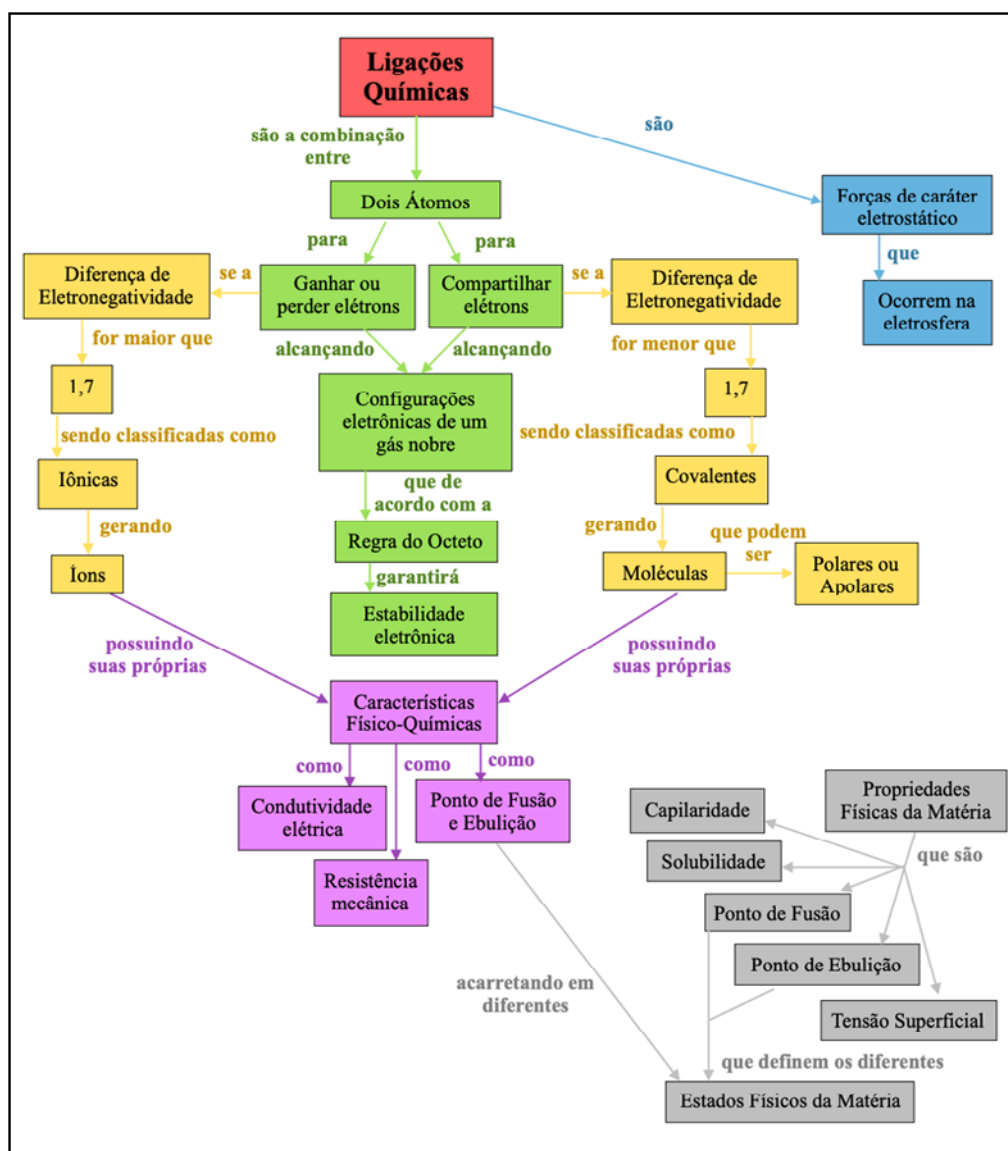 Ligações
Químicas
são
são a combinação
entre
Dois Átomos
Forças de caráter
eletrostático
para
para
que
Diferença de
Eletronegatividade
se a
Ganhar ou
perder elétrons
Compartilhar
elétrons
se a
Diferença de
Eletronegatividade
Ocorrem na
eletrosfera
for maior que
alcançando
alcançando
for menor que
1,7
Configurações
eletrônicas de um
gás nobre
1,7
sendo classificadas como
sendo classificadas como
Iônicas
que de
acordo com a
Covalentes
gerando
Regra do Octeto
gerando
que podem
ser
Íons
garantirá
Moléculas
Polares ou
Apolares
Estabilidade
eletrônica
possuindo
suas próprias
possuindo
suas próprias
Características
Físico-Químicas
como
como
como
Condutividade
elétrica
Ponto de Fusão
e Ebulição
Resistência
mecânica
Propriedades
Físicas da Matéria
Capilaridade
que são
Solubilidade
Ponto de Fusão
Ponto de Ebulição
Tensão Superficial
acarretando em
diferentes
que definem os diferentes
Estados Físicos da Matéria